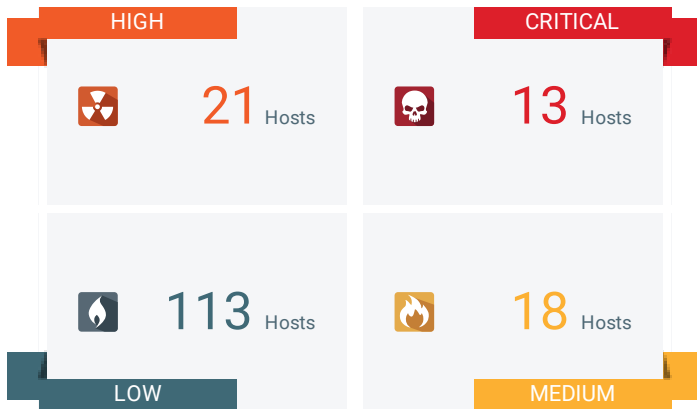 HIGH
21 Hosts
CRITICAL
13 Hosts
113 Hosts
LOW
18 Hosts
MEDIUM